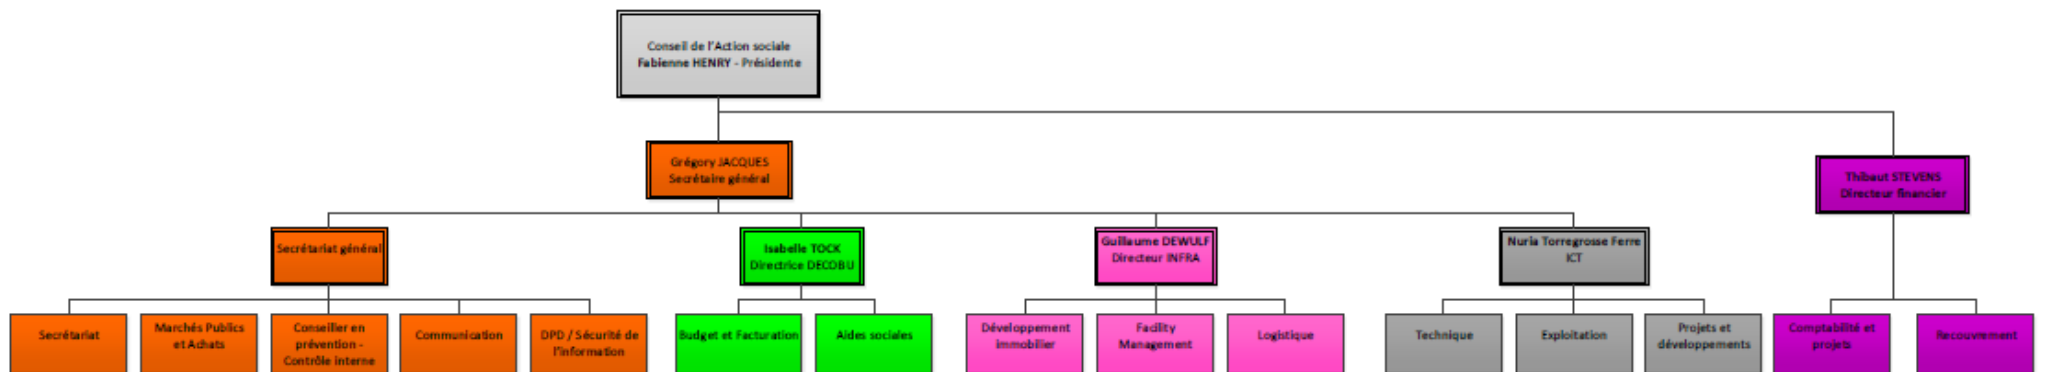 Conseil de l'Action sociale
Fabienne HENRY - Présidente
Grégory JACQUES
Secrétaire général
Thibaut STEVENS
Directeur financier
Secrétariat général
Isabelle TOCK
Directrice DECOBU
Guillaume DEWULF
Directeur INFRA
Nuria Torregrosse Ferre
ICT
Secrétariat
Marchés Publics
et Achats
Conseiller en
prévention -
Contrôle interne
Communication
DPD / Sécurité de
l'information
Budget et Facturation
Aides sociales
Développement
immobilier
Facility
Management
Logistique
Technique
Exploitation
Projets et
développements
Comptabilité et
projets
Recouvrement